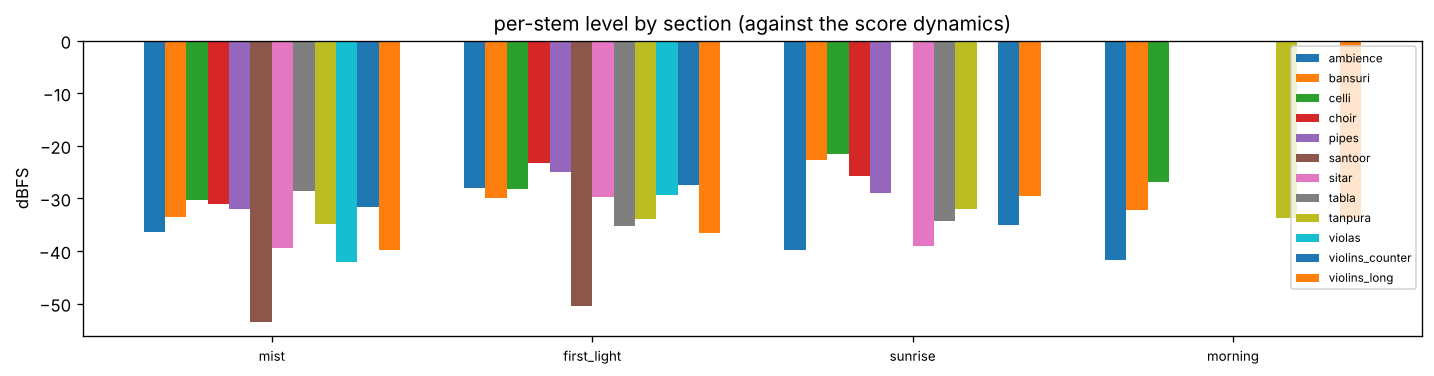 per-stem level by section (against the score dynamics)
dBFS
0
−10
−20
−30
−40
−50
mist
first_light
sunrise
morning
ambience
bansuri
celli
choir
pipes
santoor
sitar
tabla
tanpura
violas
violins_counter
violins_long